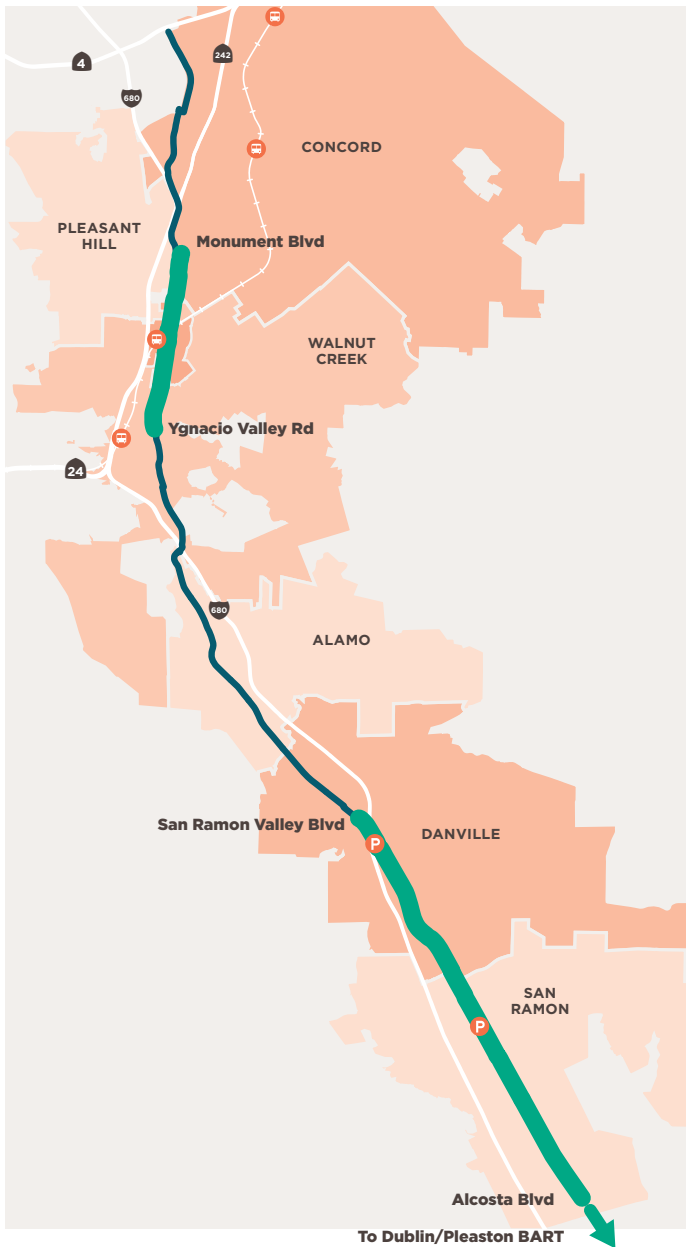 4
242
680
CONCORD
PLEASANT
HILL
Monument Blvd
WALNUT
CREEK
Ygnacio Valley Rd
24
680
ALAMO
San Ramon Valley Blvd
DANVILLE
P
SAN
RAMON
P
Alcosta Blvd
To Dublin/Pleaston BART